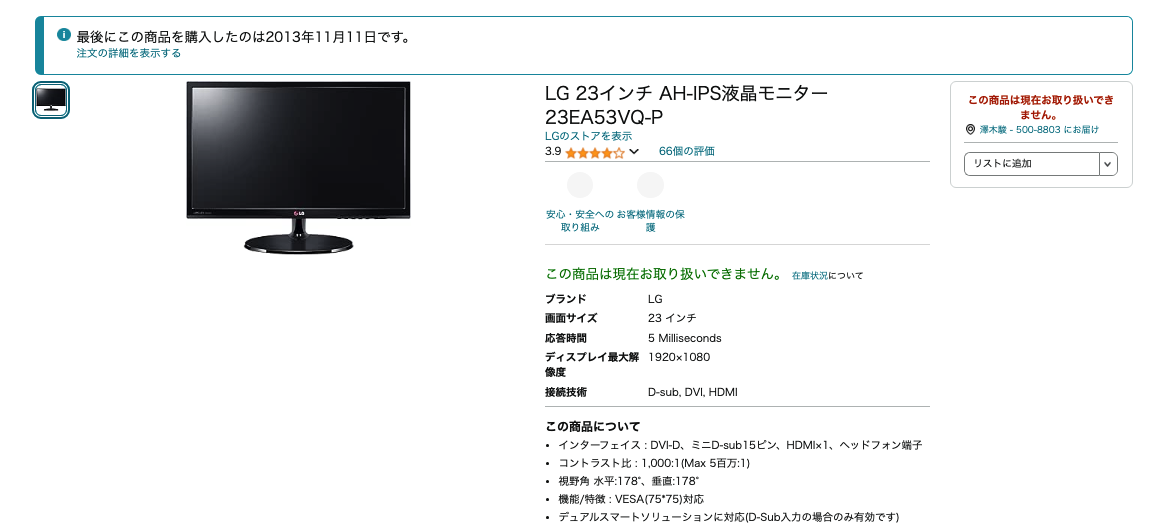 最後にこの商品を購入したのは2013年11月11日です。
注文の詳細を表示する
LG
LG 23インチ AH-IPS液晶モニター
23EA53VQ-P
LGのストアを表示
3.9 66個の評価
安心・安全への
取り組み
お客様情報の保
護
この商品は現在お取り扱いできません。 在庫状況について
ブランド LG
画面サイズ 23 インチ
応答時間 5 Milliseconds
ディスプレイ最大解 1920×1080
像度
接続技術 D-sub, DVI, HDMI
この商品について
• インターフェイス : DVI-D、ミニD-sub15ピン、HDMI×1、ヘッドフォン端子
• コントラスト比 : 1,000:1(Max 5百万:1)
• 視野角 水平:178°、垂直:178°
• 機能/特徴 : VESA(75*75)対応
• デュアルスマートソリューションに対応(D-Sub入力の場合のみ有効です)
この商品は現在お取り扱いでき
ません。
澤木駿 - 500-8803 にお届け
リストに追加